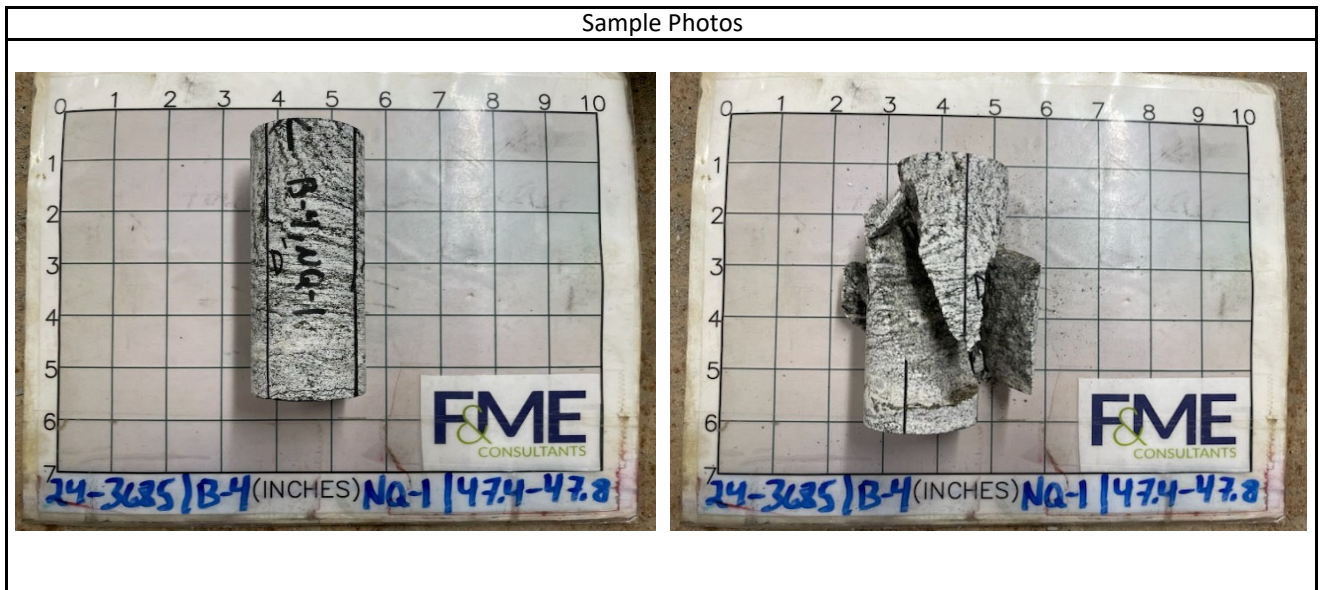 Sample Photos
0 1 2 3 4 5 6 7 8 9 10
1
2
3
4
5
6
7
B-4, NQ-1
F&ME
CONSULTANTS
24-3685 | B-4 (INCHES) NQ-1 | 47.4-47.8
0 1 2 3 4 5 6 7 8 9 10
1
2
3
4
5
6
7
F&ME
CONSULTANTS
24-3685 | B-4 (INCHES) NQ-1 | 47.4-47.8